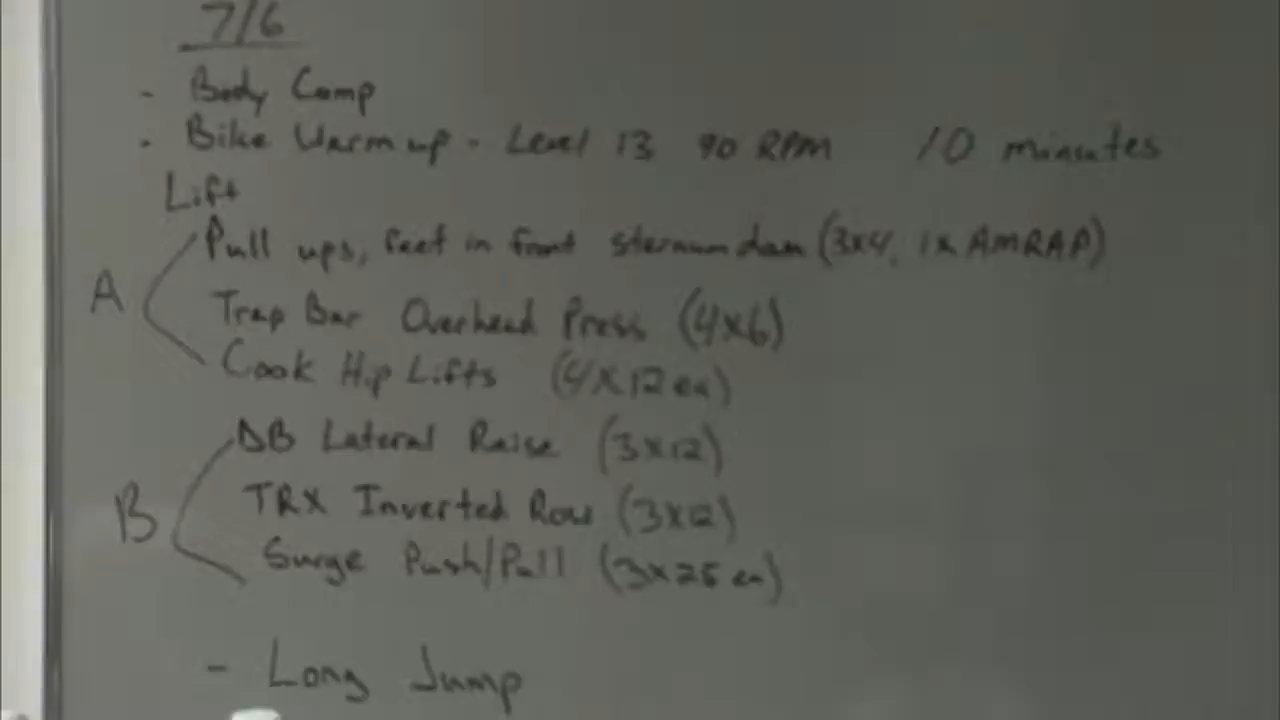 7/6
- Body Comp
- Bike Warm up - Level 13 90 RPM 10 minutes
Lift
A
Pull ups, feet in front sternum (3x4, 1x AMRAP)
Trap Bar Overhead Press (4x6)
Cook Hip Lifts (4x12 ea)
B
DB Lateral Raise (3x12)
TRX Inverted Row (3x12)
Surge Push/Pull (3x25 ea)
- Long Jump